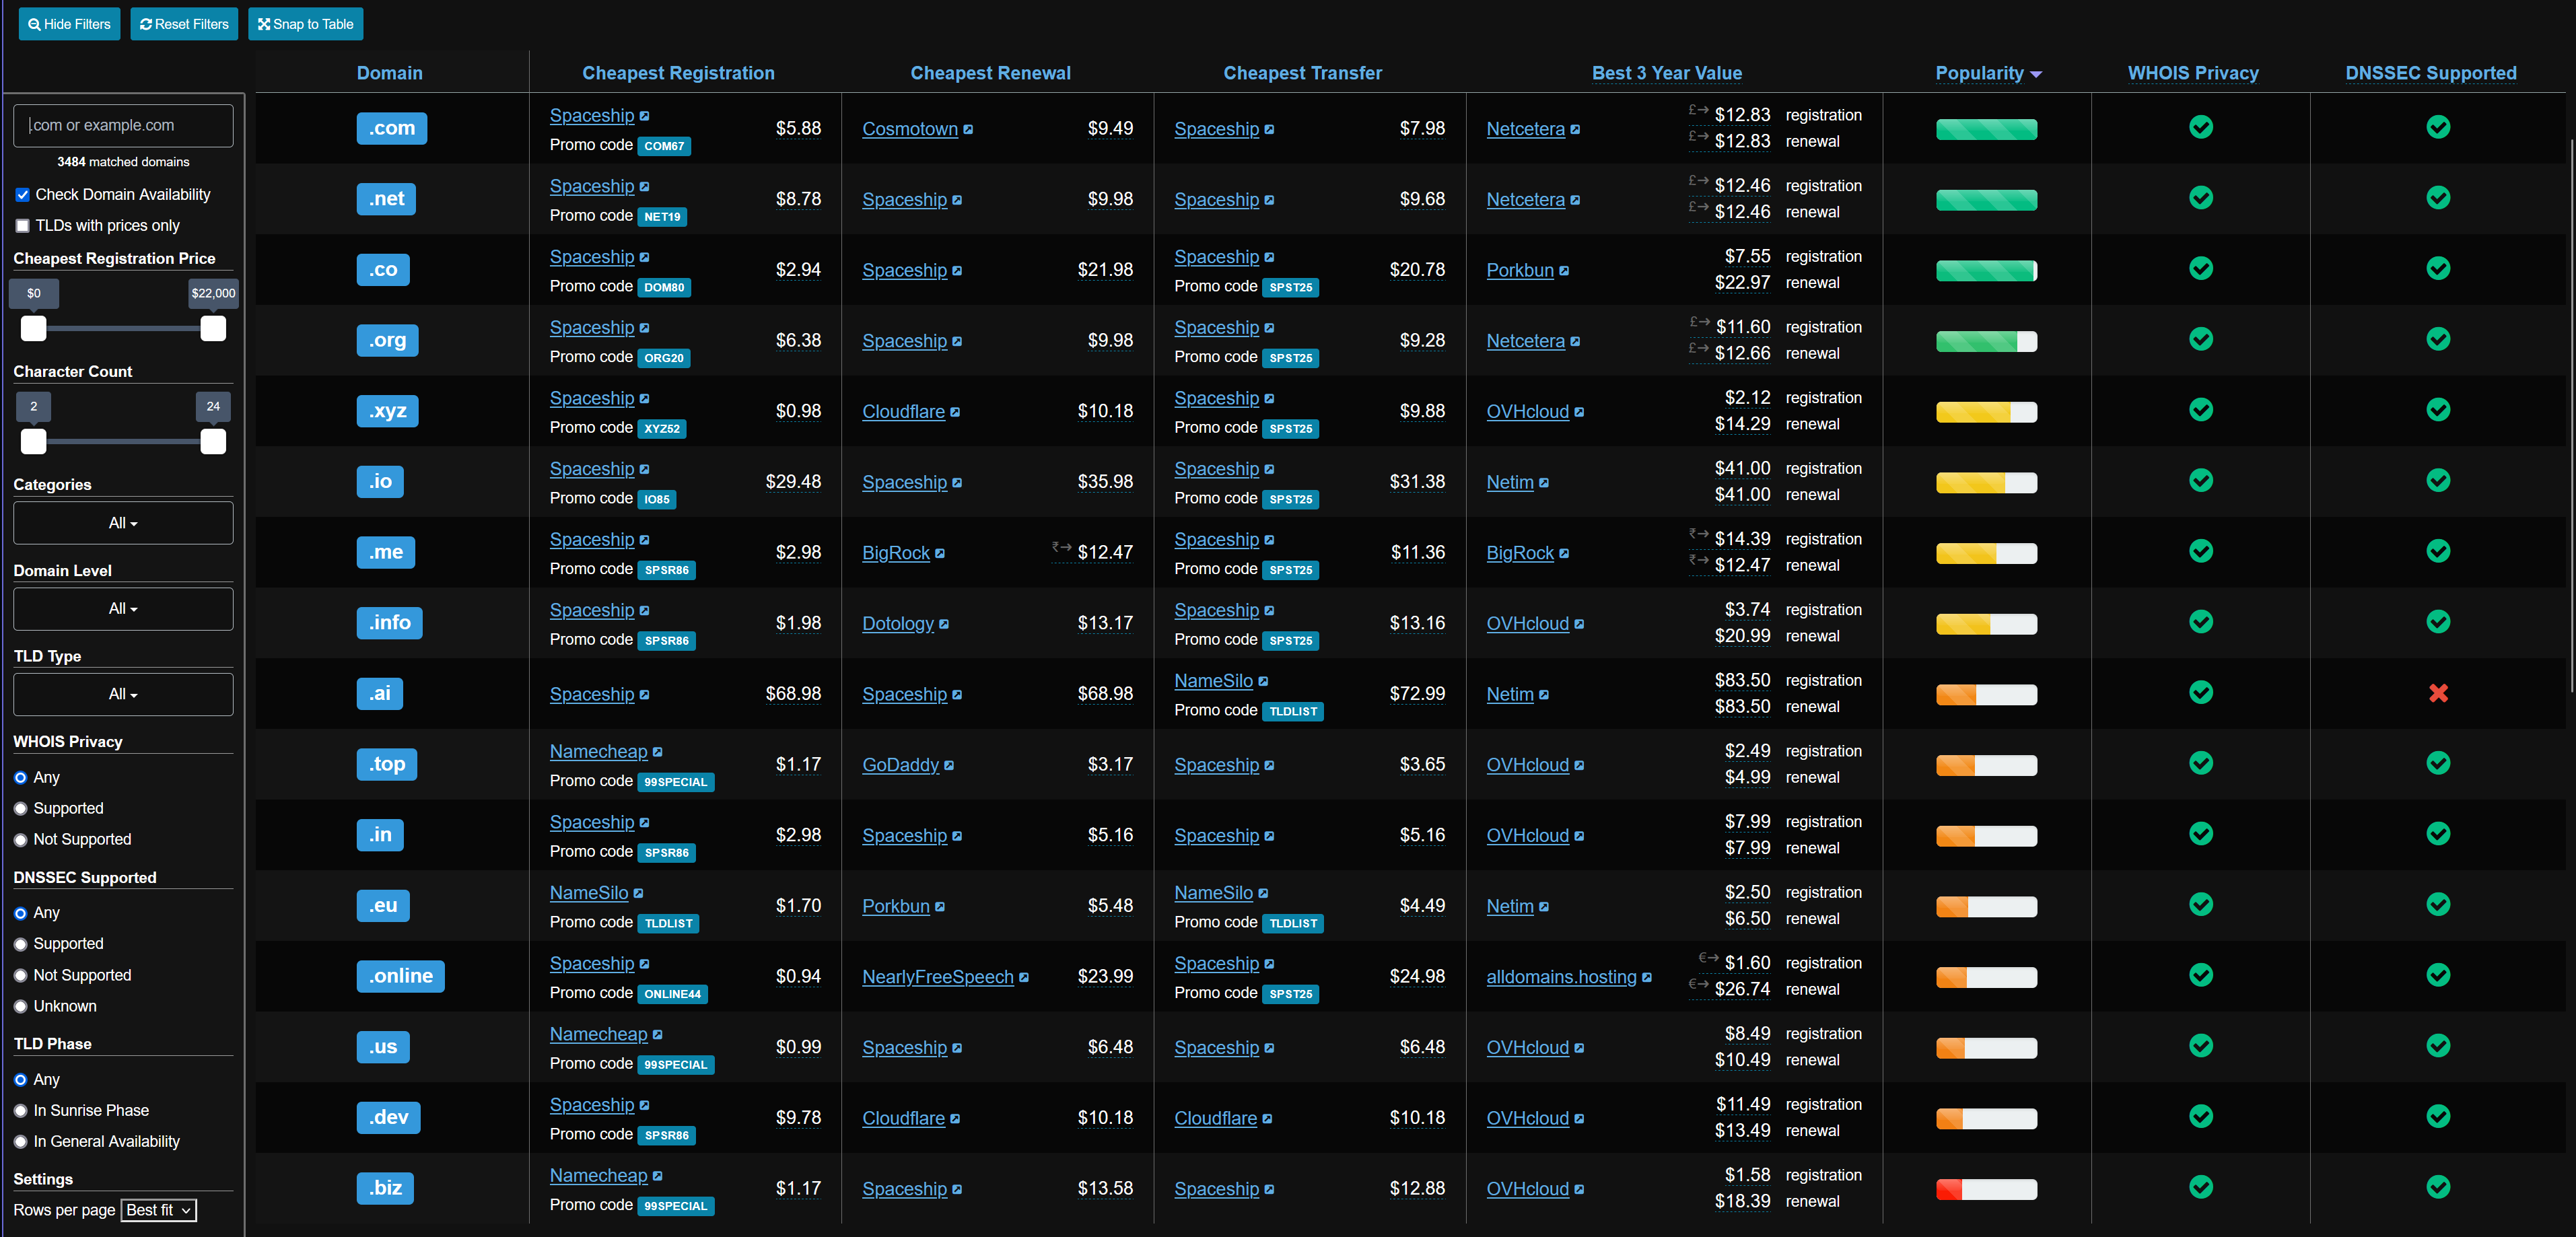 Hide Filters Reset Filters Snap to Table
Domain Cheapest Registration Cheapest Renewal Cheapest Transfer Best 3 Year Value Popularity WHOIS Privacy DNSSEC Supported
.com or example.com
3484 matched domains
Check Domain Availability
TLDs with prices only
Cheapest Registration Price
$0 $22,000
Character Count
2 24
Categories
All
Domain Level
All
TLD Type
All
WHOIS Privacy
Any
Supported
Not Supported
DNSSEC Supported
Any
Supported
Not Supported
Unknown
TLD Phase
Any
In Sunrise Phase
In General Availability
Settings
Rows per page Best fit
.com Spaceship $5.88 Cosmotown $9.49 Spaceship $7.98 Netcetera £→ $12.83 registration
Promo code COM67 £→ $12.83 renewal
.net Spaceship $8.78 Spaceship $9.98 Spaceship $9.68 Netcetera £→ $12.46 registration
Promo code NET19 £→ $12.46 renewal
.co Spaceship $2.94 Spaceship $21.98 Spaceship $20.78 Porkbun $7.55 registration
Promo code DOM80 Promo code SPST25 $22.97 renewal
.org Spaceship $6.38 Spaceship $9.98 Spaceship $9.28 Netcetera £→ $11.60 registration
Promo code ORG20 Promo code SPST25 £→ $12.66 renewal
.xyz Spaceship $0.98 Cloudflare $10.18 Spaceship $9.88 OVHcloud $2.12 registration
Promo code XYZ52 Promo code SPST25 $14.29 renewal
.io Spaceship $29.48 Spaceship $35.98 Spaceship $31.38 Netim $41.00 registration
Promo code IO85 Promo code SPST25 $41.00 renewal
.me Spaceship $2.98 BigRock ₹→ $12.47 Spaceship $11.36 BigRock ₹→ $14.39 registration
Promo code SPSR86 Promo code SPST25 ₹→ $12.47 renewal
.info Spaceship $1.98 Dotology $13.17 Spaceship $13.16 OVHcloud $3.74 registration
Promo code SPSR86 Promo code SPST25 $20.99 renewal
.ai Spaceship $68.98 Spaceship $68.98 NameSilo $72.99 Netim $83.50 registration
Promo code TLDLIST $83.50 renewal
.top Namecheap $1.17 GoDaddy $3.17 Spaceship $3.65 OVHcloud $2.49 registration
Promo code 99SPECIAL $4.99 renewal
.in Spaceship $2.98 Spaceship $5.16 Spaceship $5.16 OVHcloud $7.99 registration
Promo code SPSR86 $7.99 renewal
.eu NameSilo $1.70 Porkbun $5.48 NameSilo $4.49 Netim $2.50 registration
Promo code TLDLIST Promo code TLDLIST $6.50 renewal
.online Spaceship $0.94 NearlyFreeSpeech $23.99 Spaceship $24.98 alldomains.hosting €→ $1.60 registration
Promo code ONLINE44 Promo code SPST25 €→ $26.74 renewal
.us Namecheap $0.99 Spaceship $6.48 Spaceship $6.48 OVHcloud $8.49 registration
Promo code 99SPECIAL $10.49 renewal
.dev Spaceship $9.78 Cloudflare $10.18 Cloudflare $10.18 OVHcloud $11.49 registration
Promo code SPSR86 $13.49 renewal
.biz Namecheap $1.17 Spaceship $13.58 Spaceship $12.88 OVHcloud $1.58 registration
Promo code 99SPECIAL $18.39 renewal